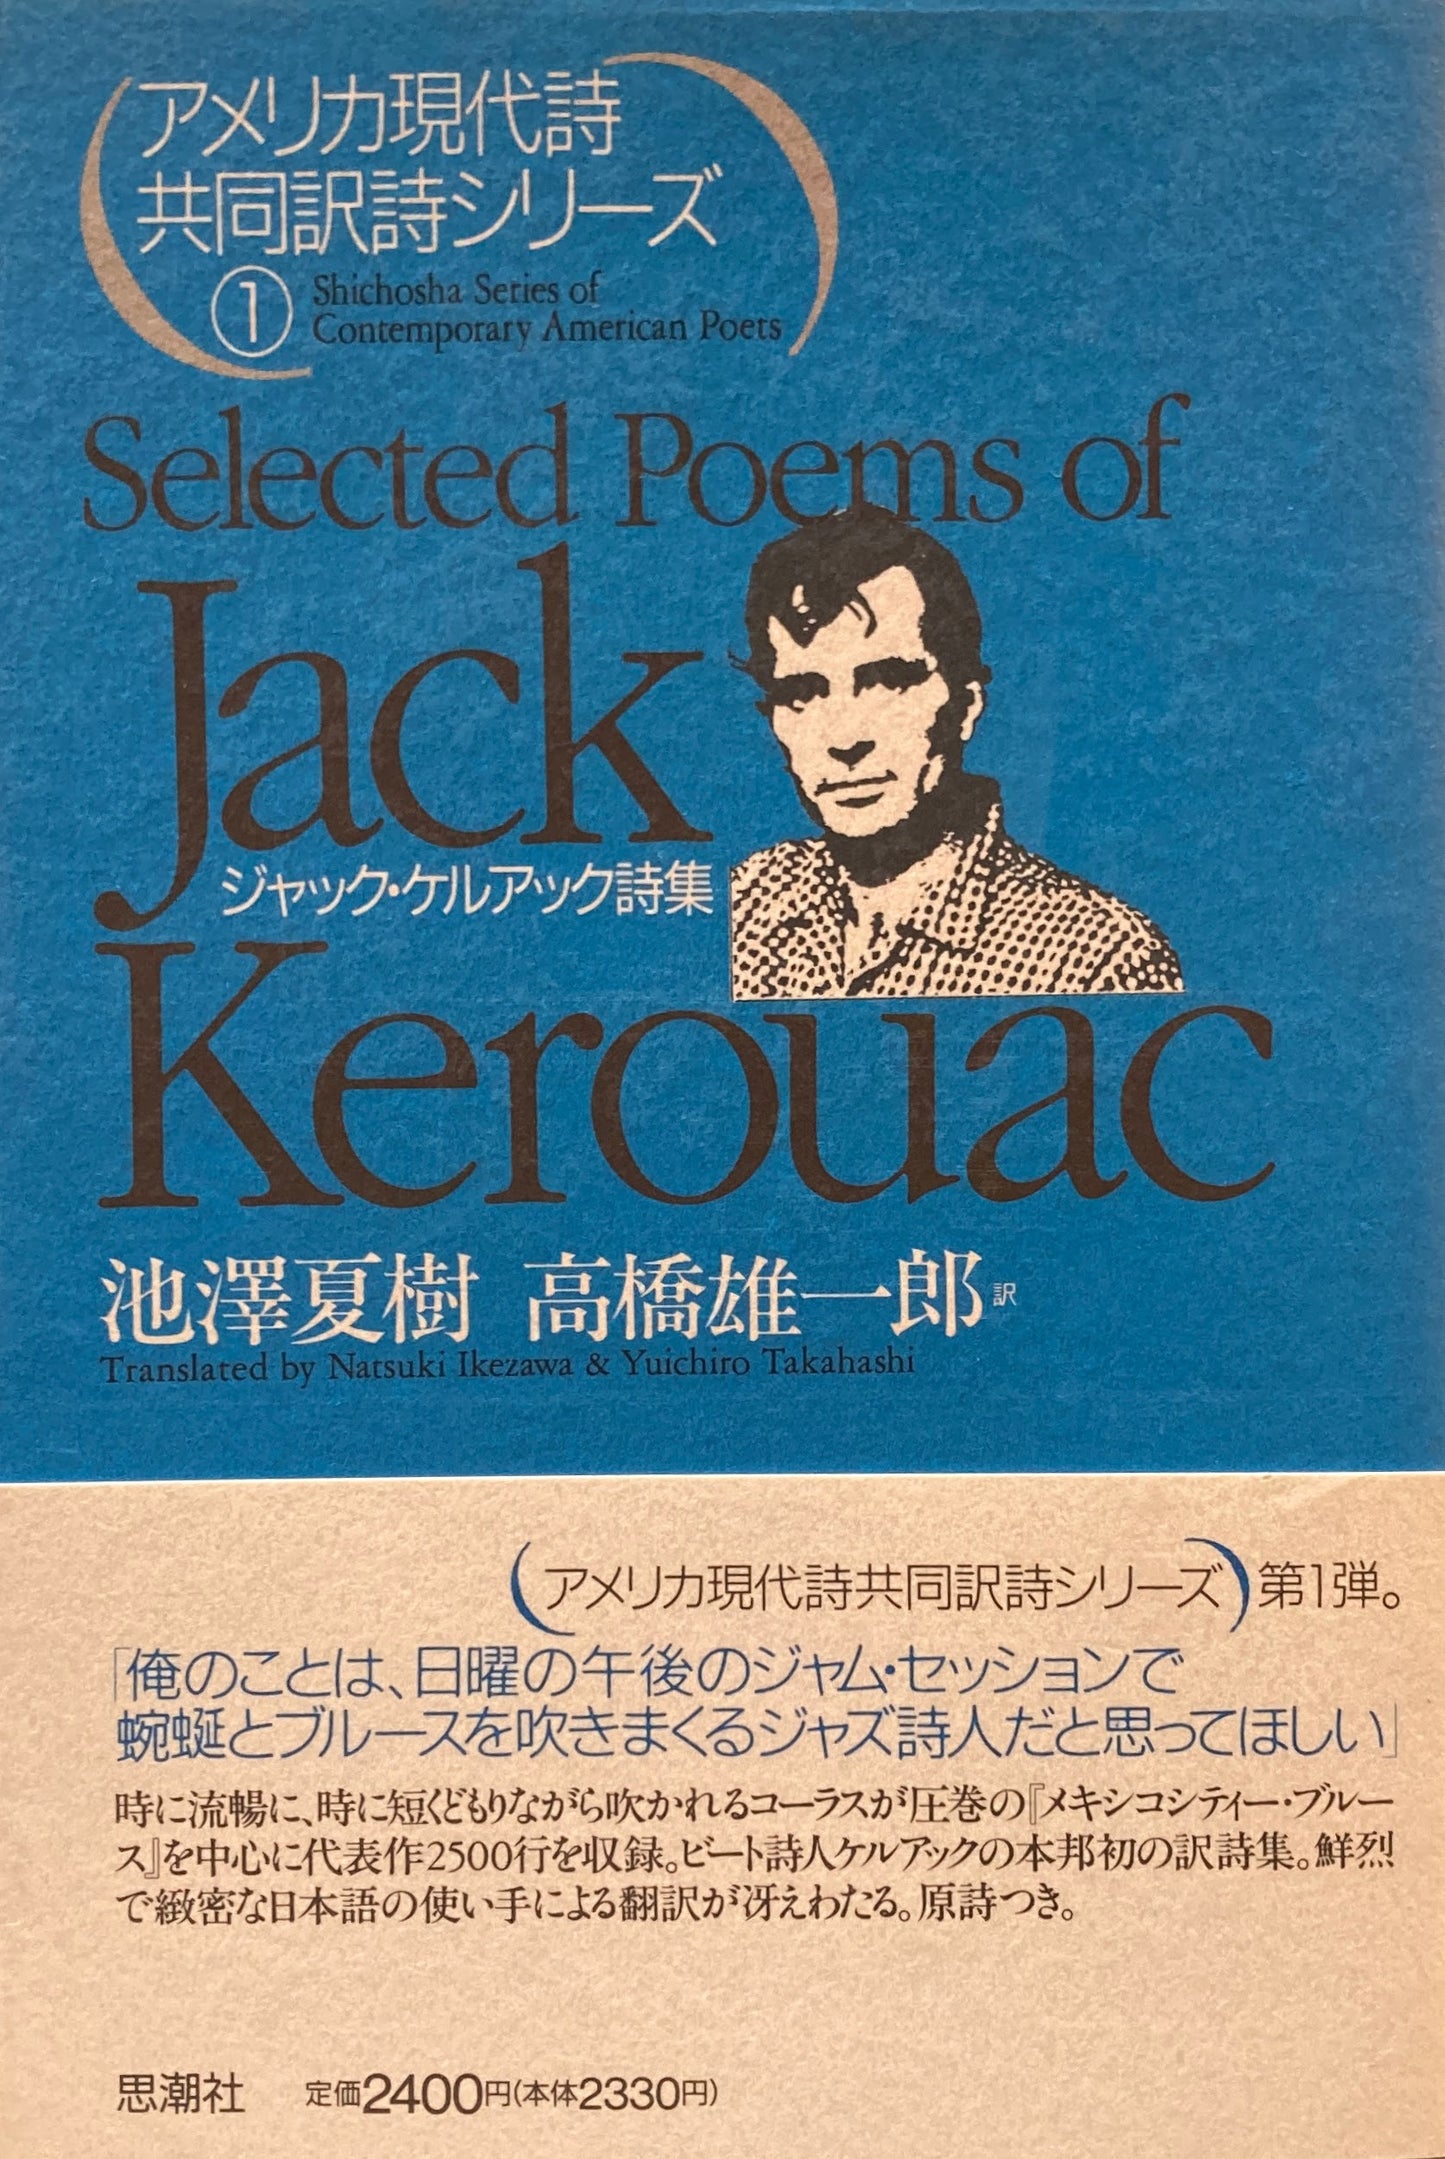 アメリカ現代詩
共同訳詩シリーズ
① Shichosha Series of
Contemporary American Poets
Selected Poems of
Jack
ジャック・ケルアック詩集
Kerouac
池澤夏樹 高橋雄一郎 訳
Translated by Natsuki Ikezawa & Yuichiro Takahashi
(アメリカ現代詩共同訳詩シリーズ)第1弾。
「俺のことは、日曜の午後のジャム・セッションで
蜿蜒とブルースを吹きまくるジャズ詩人だと思ってほしい」
時に流暢に、時に短くどもりながら吹かれるコーラスが圧巻の『メキシコシティー・ブルー
ス』を中心に代表作2500行を収録。ビート詩人ケルアックの本邦初の訳詩集。鮮烈
で緻密な日本語の使い手による翻訳が冴えわたる。原詩つき。
思潮社 定価2400円(本体2330円)